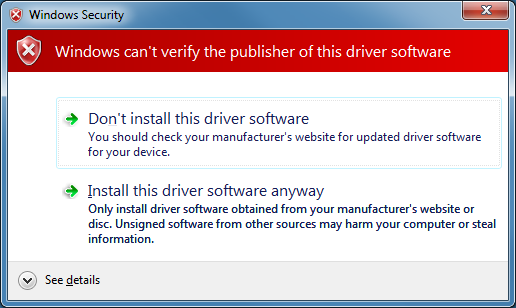 Windows Security
Windows can't verify the publisher of this driver software
Don't install this driver software
You should check your manufacturer's website for updated driver software
for your device.
Install this driver software anyway
Only install driver software obtained from your manufacturer's website or
disc. Unsigned software from other sources may harm your computer or steal
information.
See details